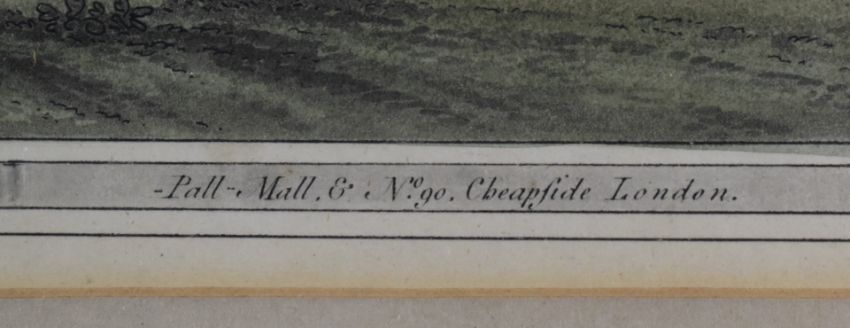 -Pall-Mall, & Nº 90, Cheapſide London.